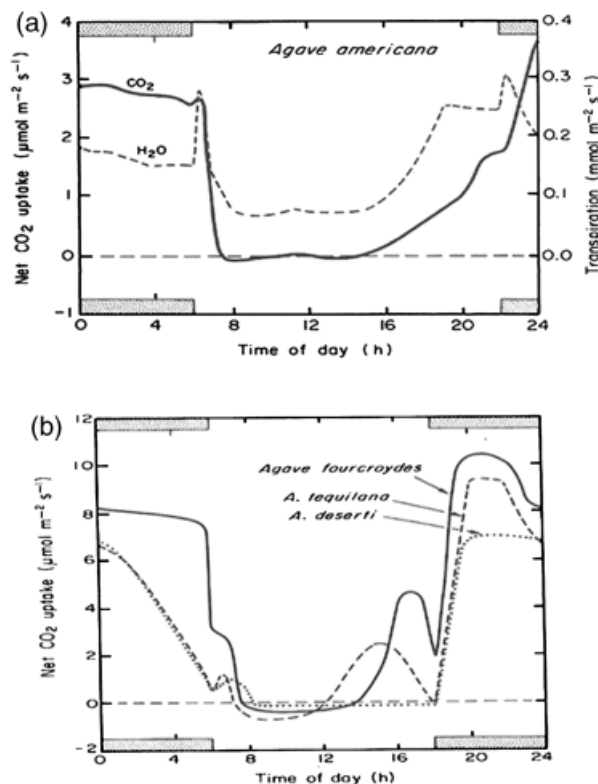 (a)
Agave americana
CO₂
H₂O
Net CO₂ uptake (μmol m⁻² s⁻¹)
4
3
2
1
0
-1
Transpiration (mmol m⁻² s⁻¹)
0.4
0.3
0.2
0.1
0.0
0 4 8 12 16 20 24
Time of day (h)
(b)
Agave fourcroydes
A. tequilana
A. deserti
Net CO₂ uptake (μmol m⁻² s⁻¹)
12
10
8
6
4
2
0
-2
0 4 8 12 16 20 24
Time of day (h)